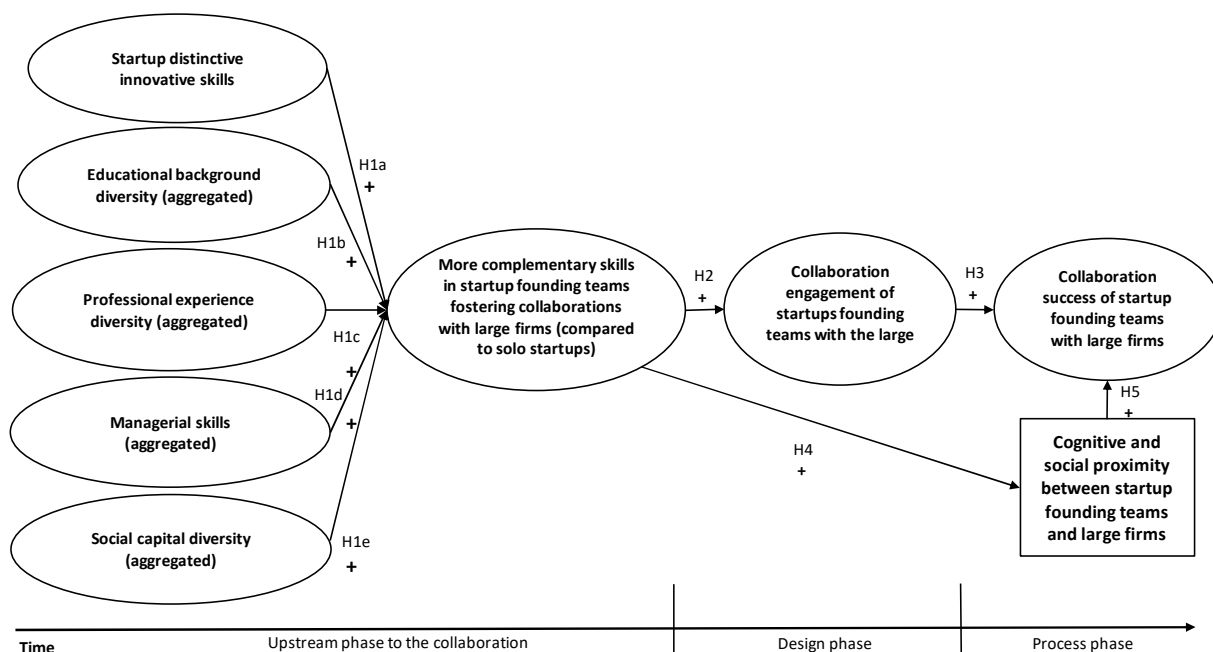 Startup distinctive
innovative skills
H1a
+
Educational background
diversity (aggregated)
H1b
+
Professional experience
diversity (aggregated)
H1c
+
Managerial skills
(aggregated)
H1d
+
Social capital diversity
(aggregated)
H1e
+
More complementary skills
in startup founding teams
fostering collaborations
with large firms (compared
to solo startups)
H2
+
Collaboration
engagement of
startups founding
teams with the large
H3
+
Collaboration
success of startup
founding teams
with large firms
H4
+
H5
+
Cognitive and
social proximity
between startup
founding teams
and large firms
Time
Upstream phase to the collaboration
Design phase
Process phase